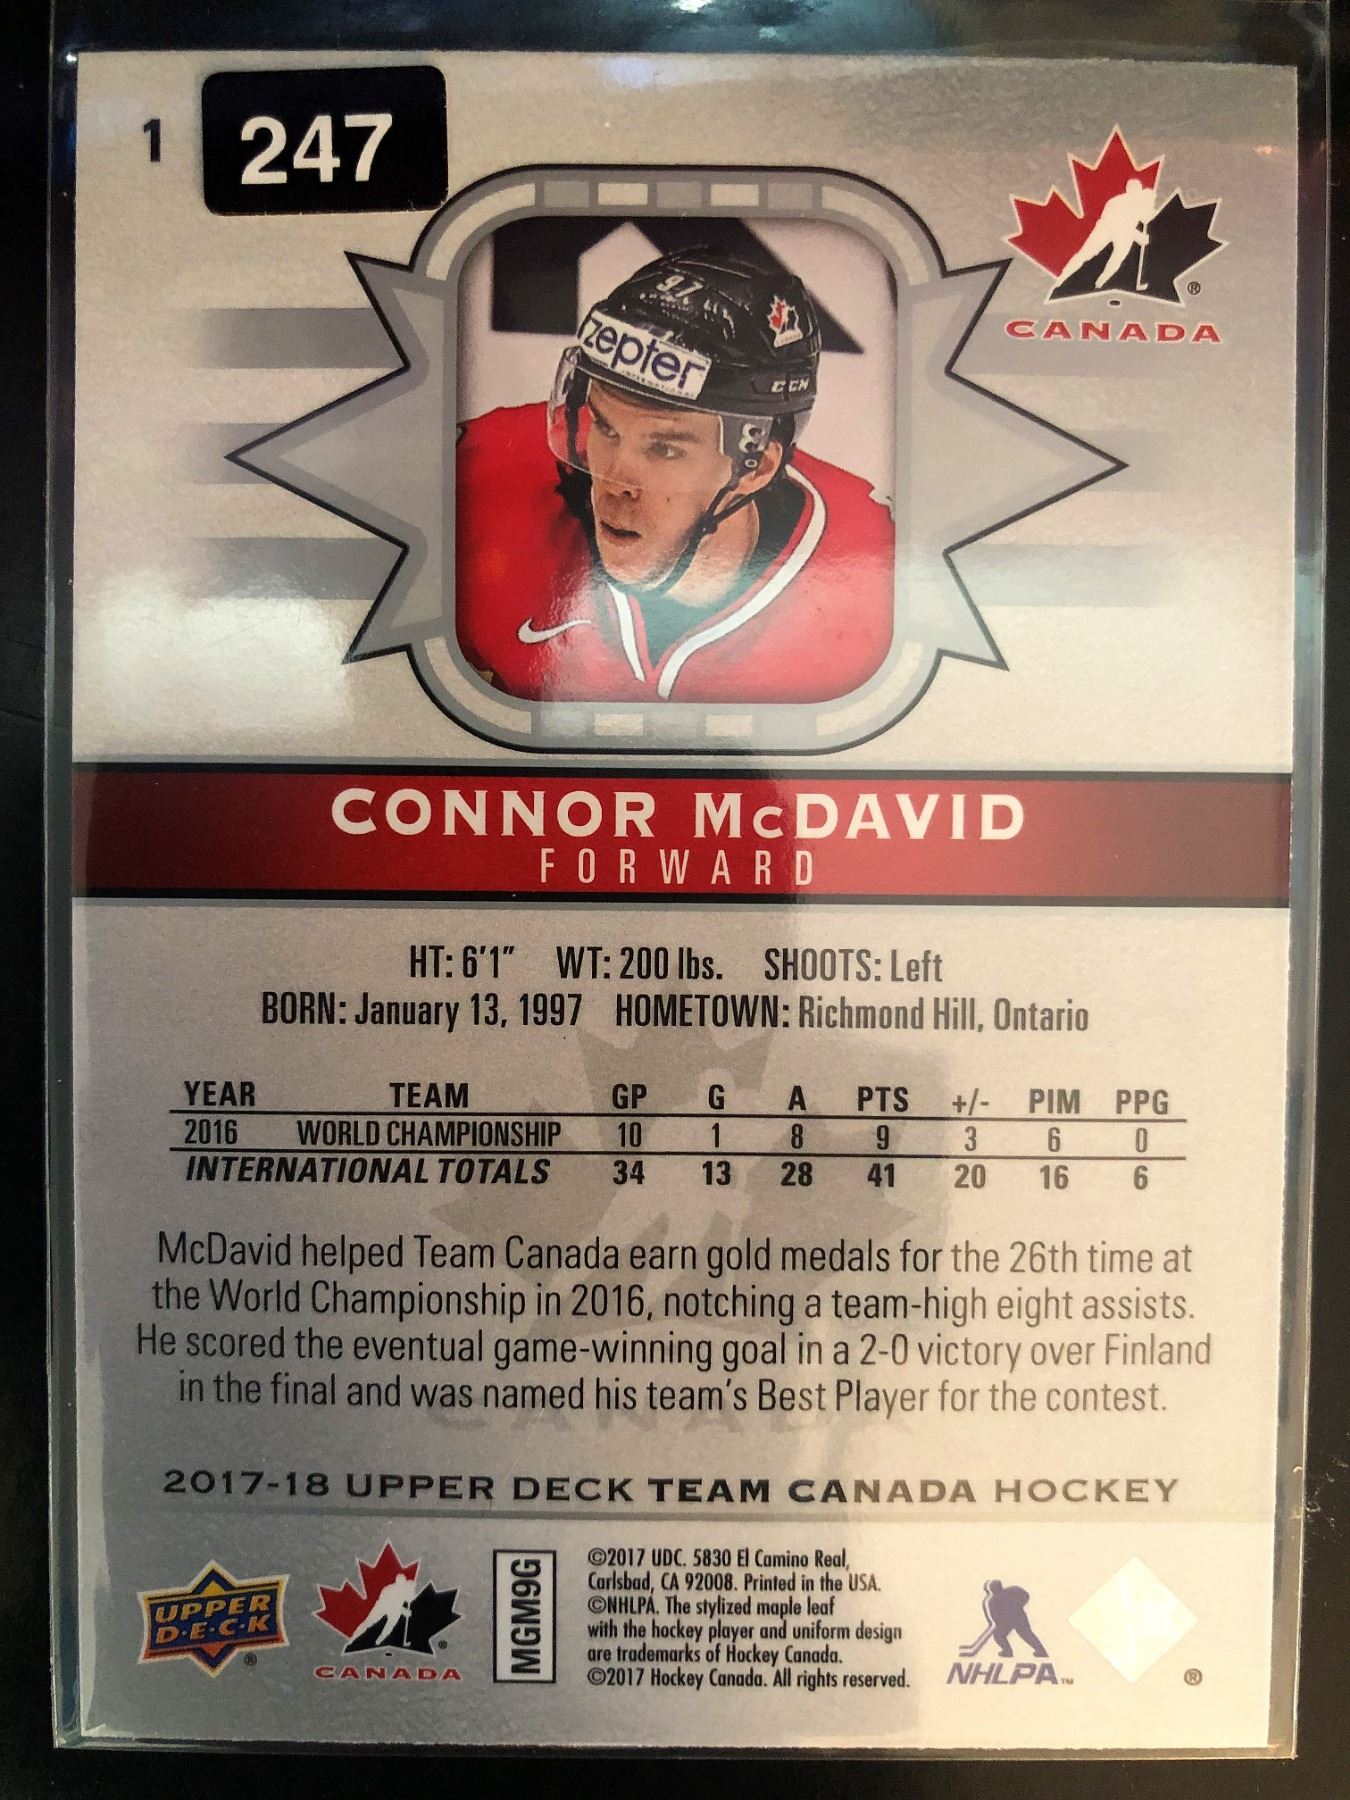 1 247
CANADA
®
97
zepter
INTERNATIONAL
CCM
CONNOR McDAVID
FORWARD
HT: 6'1" WT: 200 lbs. SHOOTS: Left
BORN: January 13, 1997 HOMETOWN: Richmond Hill, Ontario
YEAR TEAM GP G A PTS +/- PIM PPG
2016 WORLD CHAMPIONSHIP 10 1 8 9 3 6 0
INTERNATIONAL TOTALS 34 13 28 41 20 16 6
McDavid helped Team Canada earn gold medals for the 26th time at
the World Championship in 2016, notching a team-high eight assists.
He scored the eventual game-winning goal in a 2-0 victory over Finland
in the final and was named his team's Best Player for the contest.
2017-18 UPPER DECK TEAM CANADA HOCKEY
UPPER
D·E·C·K
®
CANADA
®
MGM9G
©2017 UDC. 5830 El Camino Real,
Carlsbad, CA 92008. Printed in the USA.
©NHLPA. The stylized maple leaf
with the hockey player and uniform design
are trademarks of Hockey Canada.
©2017 Hockey Canada. All rights reserved.
NHLPA™
®